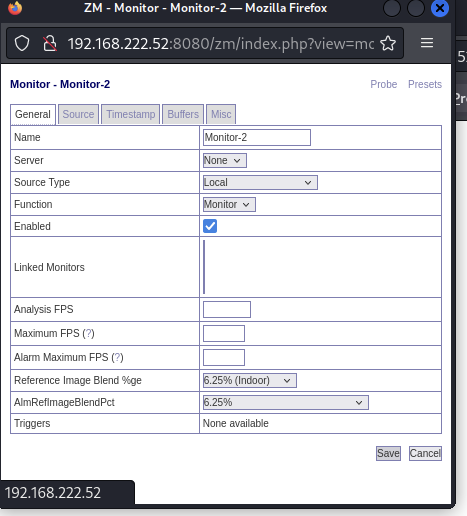 ZM - Monitor - Monitor-2 — Mozilla Firefox
192.168.222.52:8080/zm/index.php?view=mo
Monitor - Monitor-2 Probe Presets
General Source Timestamp Buffers Misc
Name Monitor-2
Server None
Source Type Local
Function Monitor
Enabled
Linked Monitors
Analysis FPS
Maximum FPS (?)
Alarm Maximum FPS (?)
Reference Image Blend %ge 6.25% (Indoor)
AlmRefImageBlendPct 6.25%
Triggers None available
Save Cancel
192.168.222.52